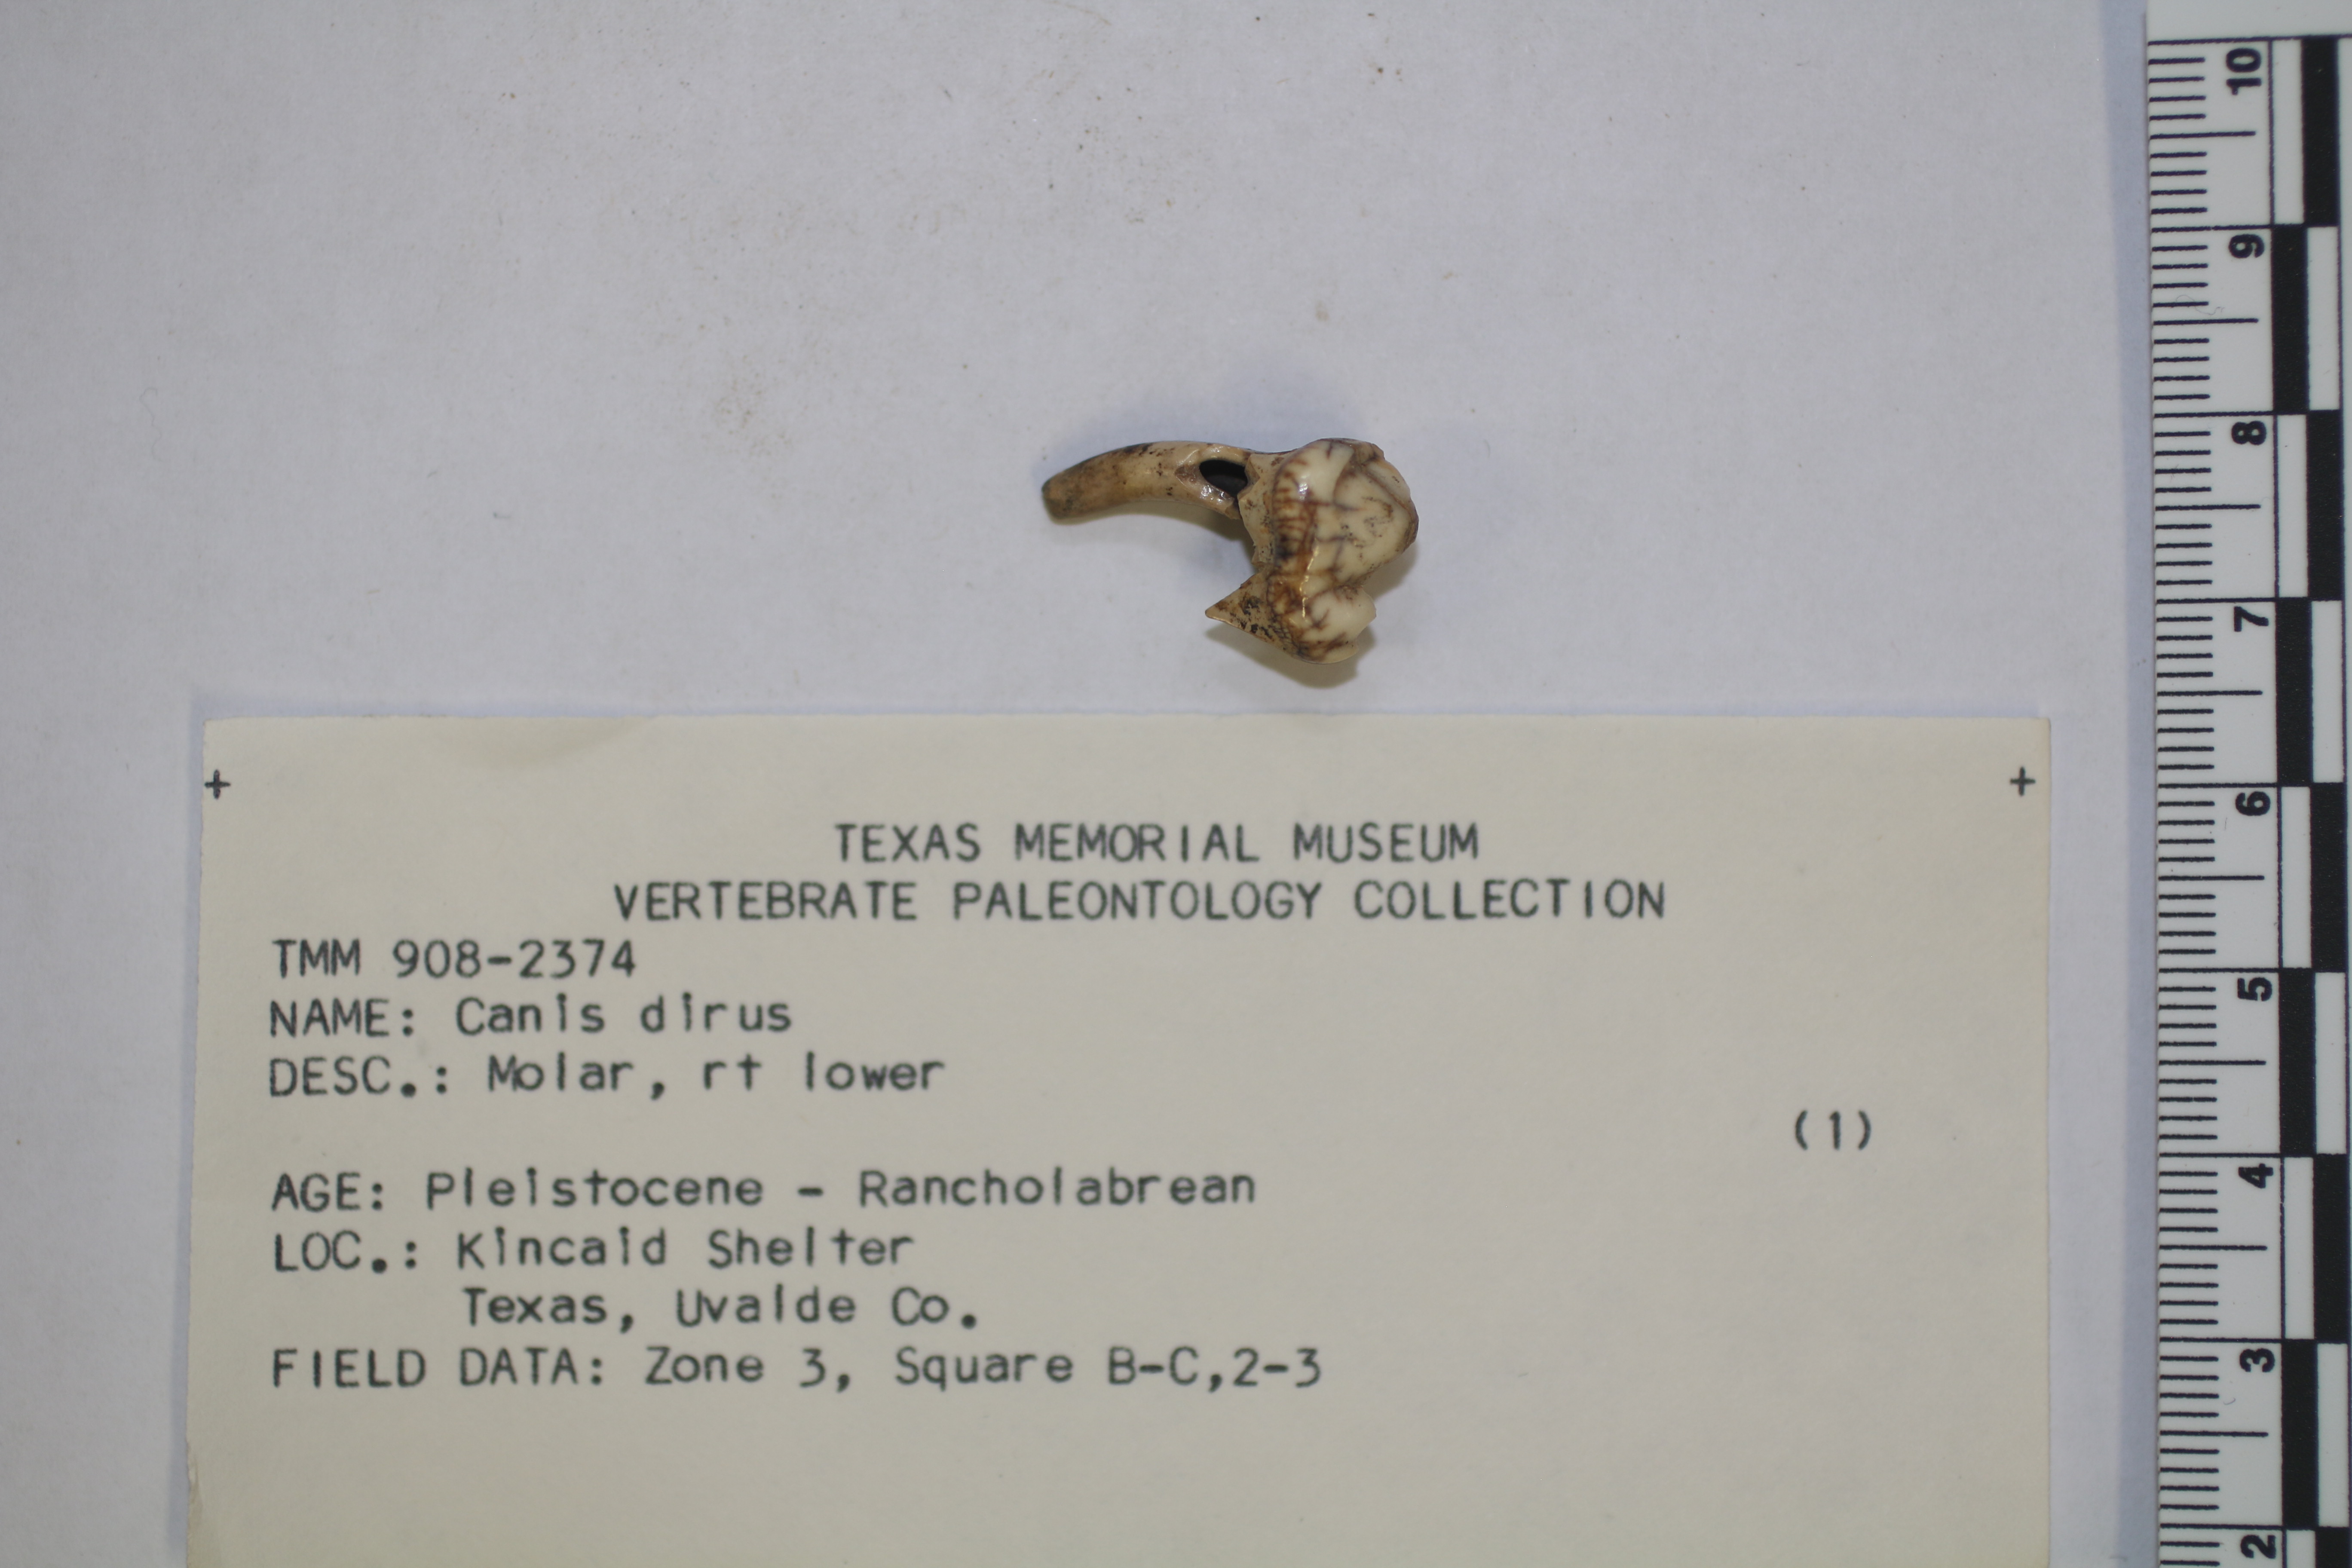 TEXAS MEMORIAL MUSEUM
VERTEBRATE PALEONTOLOGY COLLECTION
TMM 908-2374
NAME: Canis dirus
DESC.: Molar, rt lower
(1)
AGE: Pleistocene - Rancholabrean
LOC.: Kincaid Shelter
Texas, Uvalde Co.
FIELD DATA: Zone 3, Square B-C,2-3
10
9
8
7
6
5
4
3
2